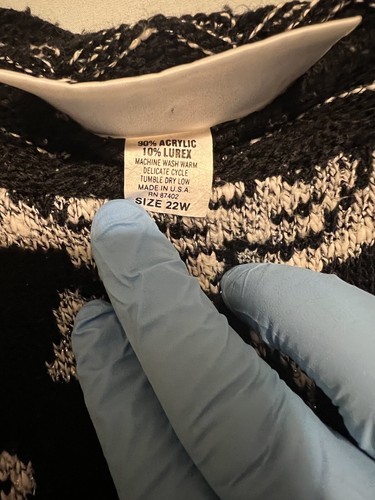 90% ACRYLIC
10% LUREX
MACHINE WASH WARM
DELICATE CYCLE
TUMBLE DRY LOW
MADE IN U.S.A.
RN 87402
SIZE 22W